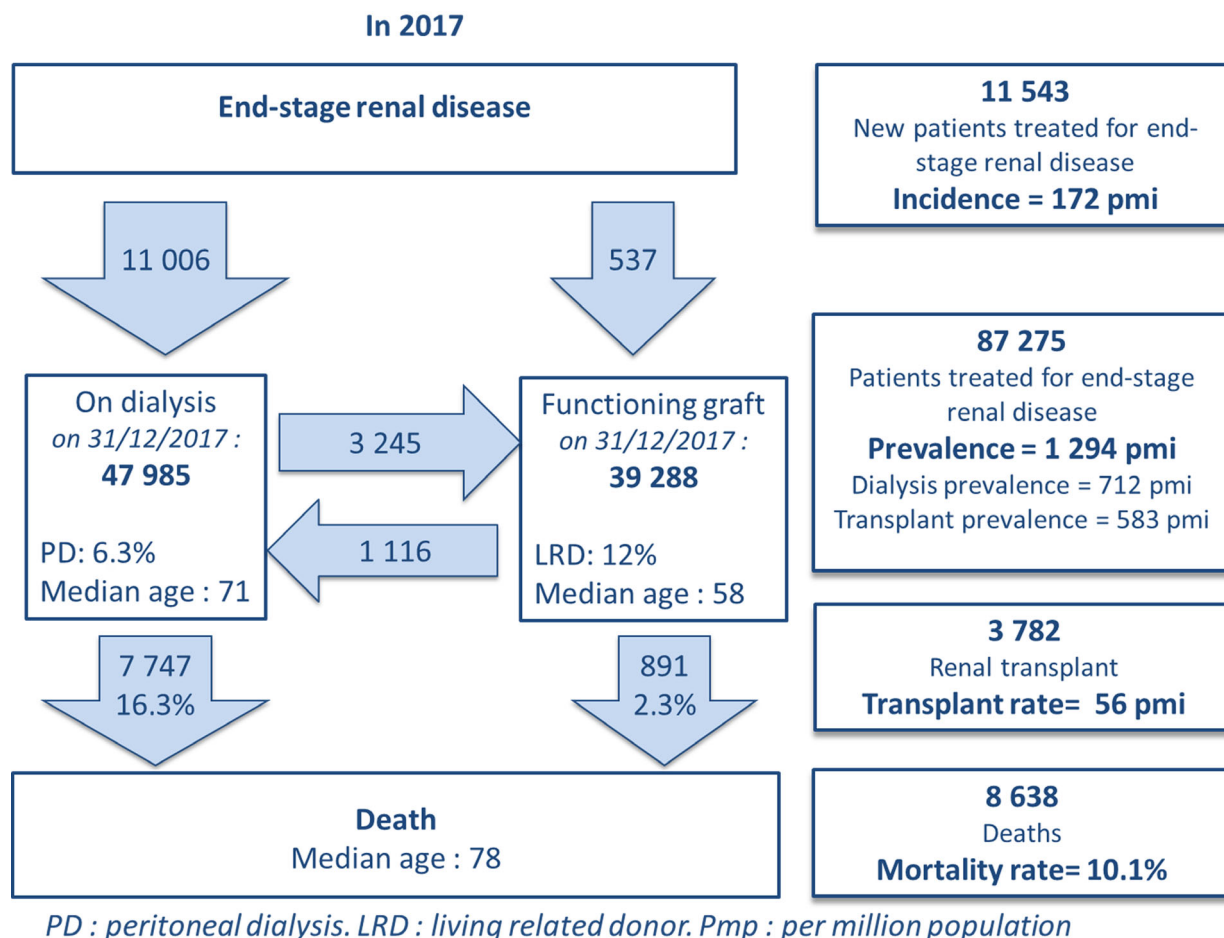 In 2017
End-stage renal disease
11 543
New patients treated for end-
stage renal disease
Incidence = 172 pmi
11 006
537
87 275
Patients treated for end-stage
renal disease
Prevalence = 1 294 pmi
Dialysis prevalence = 712 pmi
Transplant prevalence = 583 pmi
On dialysis
on 31/12/2017 :
47 985
PD: 6.3%
Median age : 71
3 245
1 116
Functioning graft
on 31/12/2017 :
39 288
LRD: 12%
Median age : 58
7 747
16.3%
891
2.3%
3 782
Renal transplant
Transplant rate=  56 pmi
Death
Median age : 78
8 638
Deaths
Mortality rate= 10.1%
PD : peritoneal dialysis. LRD : living related donor. Pmp : per million population